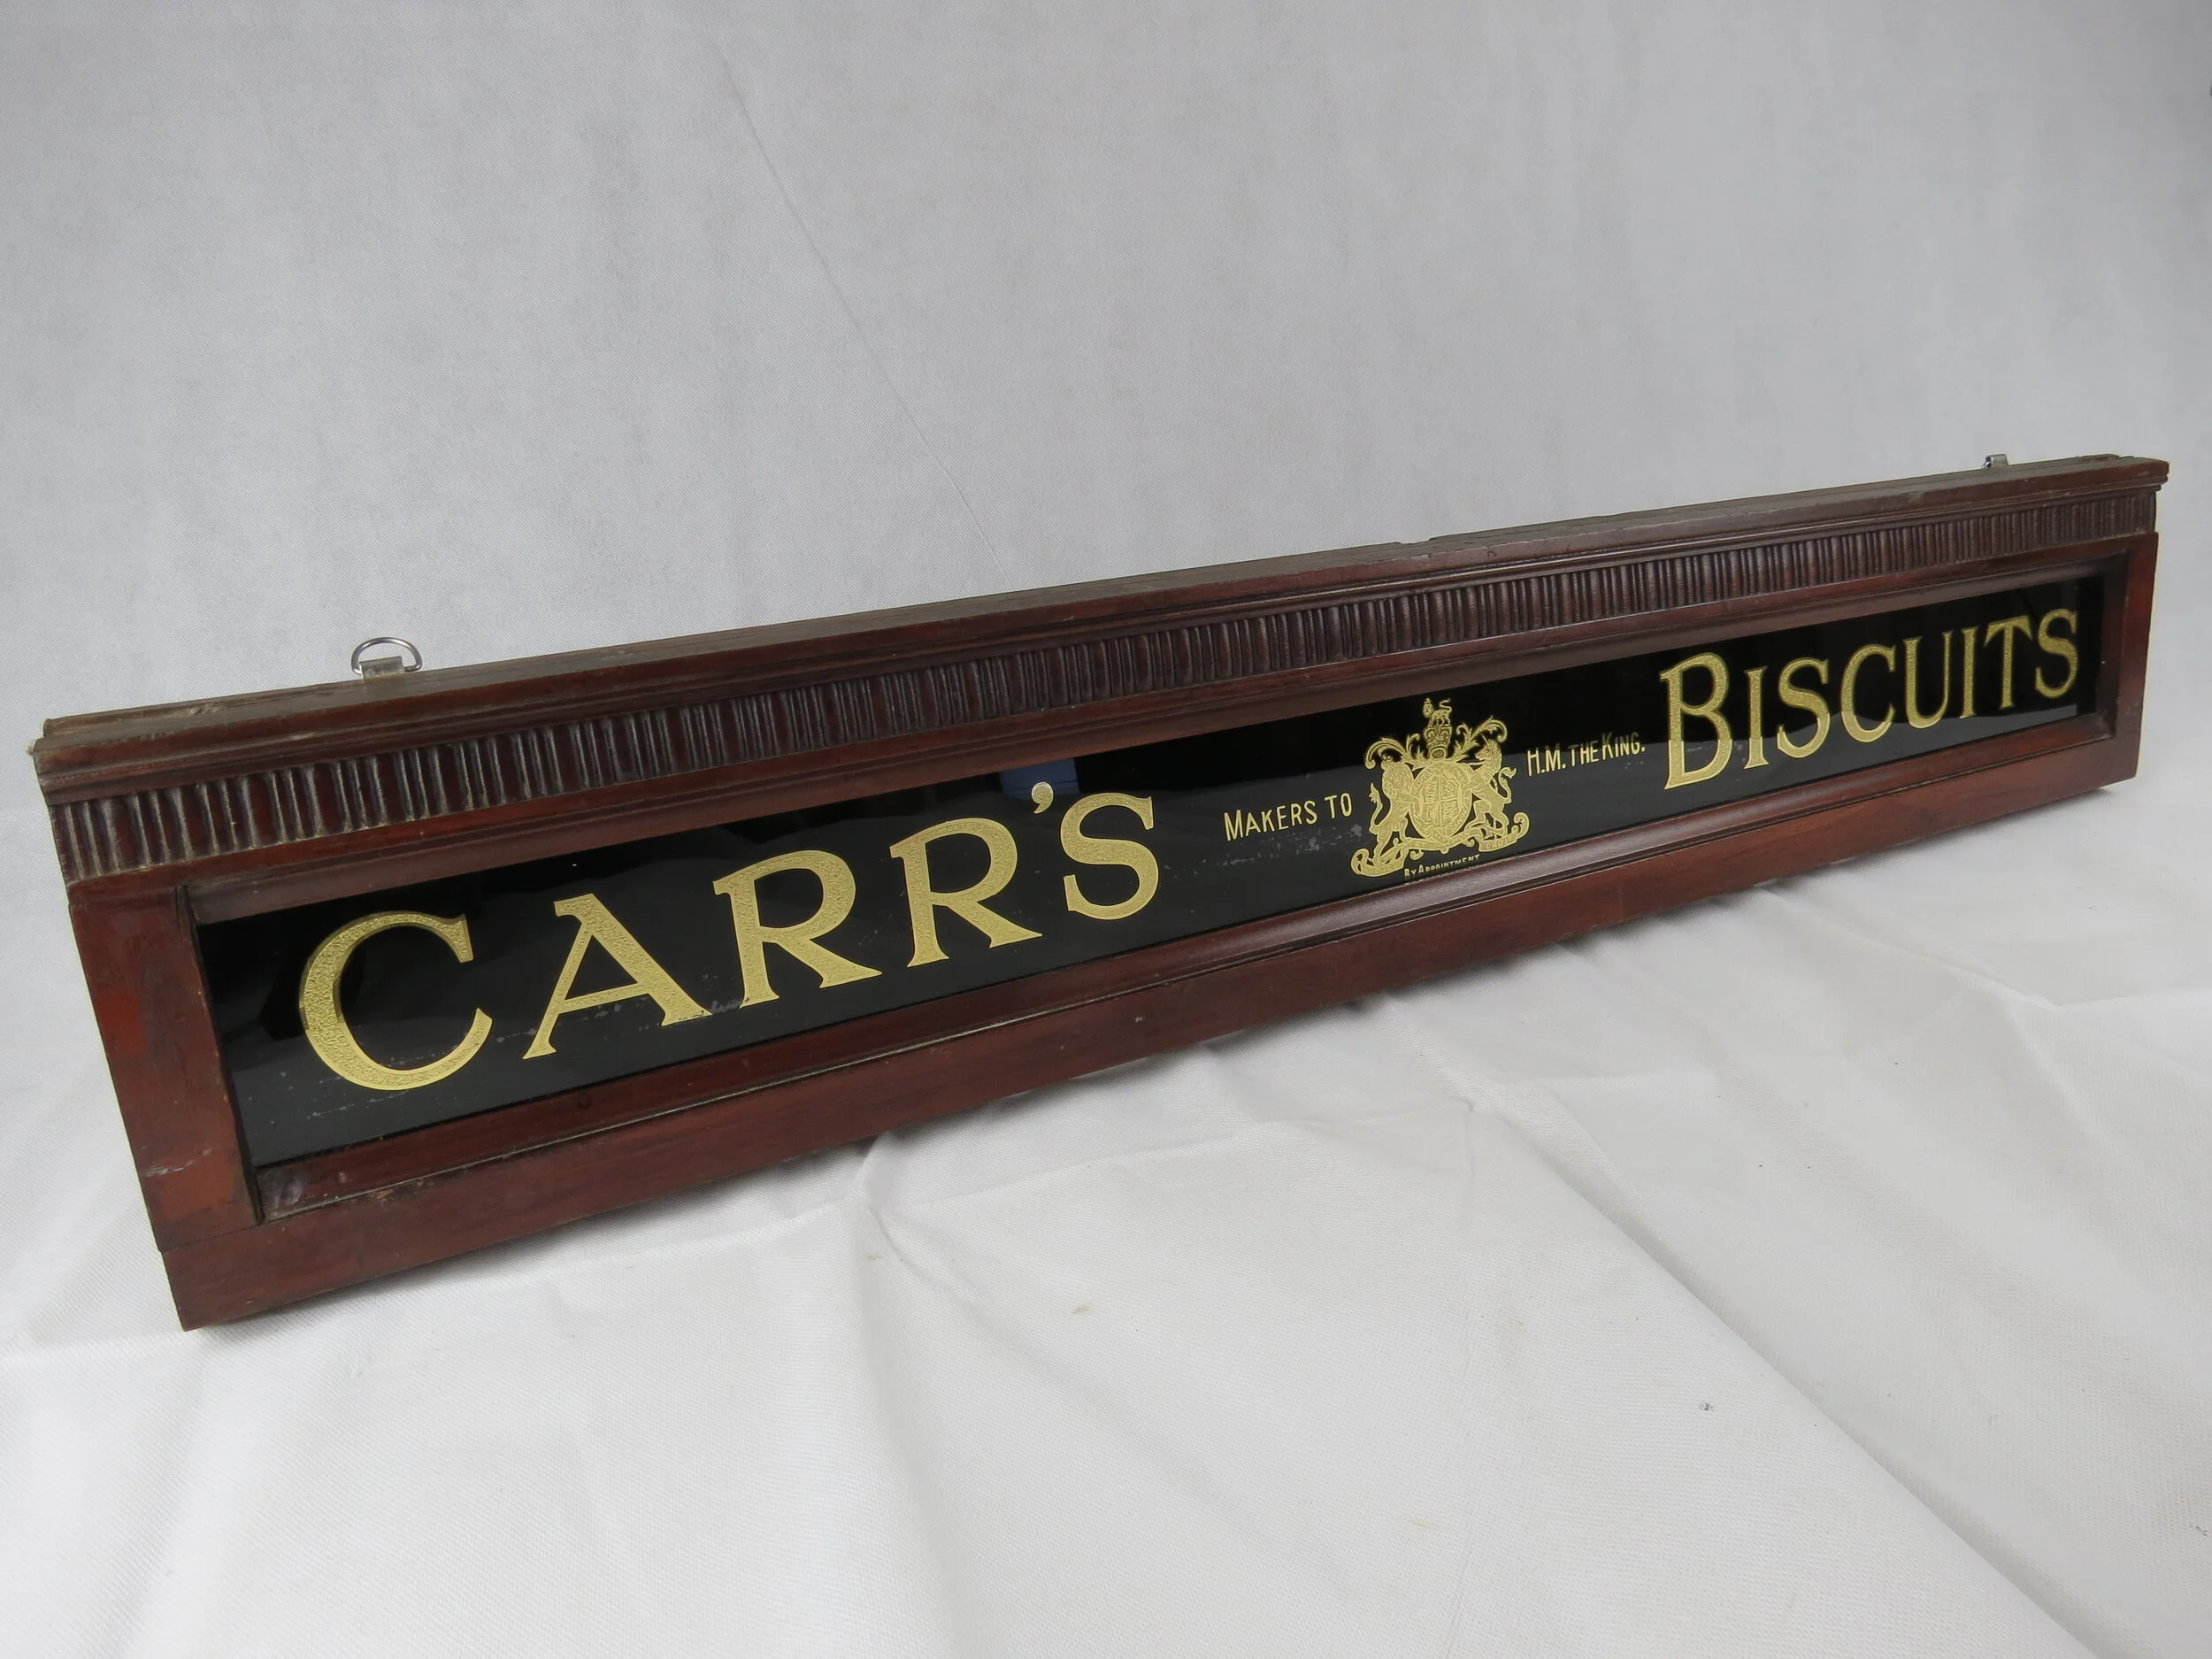 CARR'S
MAKERS TO
H.M. THE KING.
BY APPOINTMENT
BISCUITS